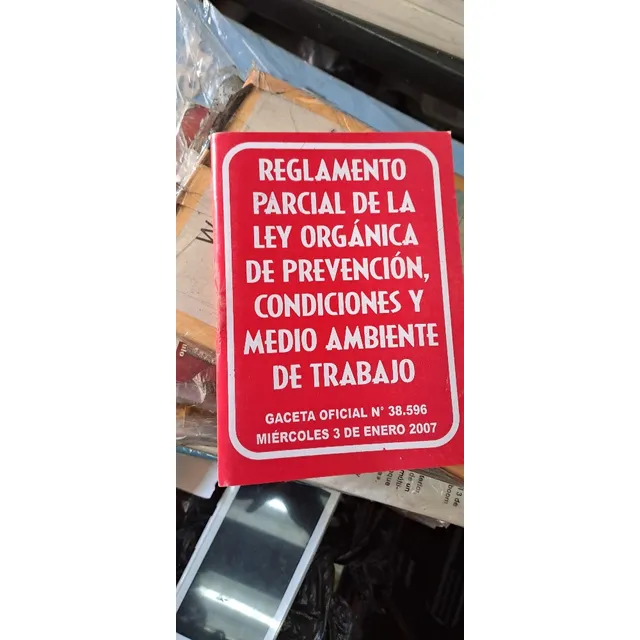 REGLAMENTO
PARCIAL DE LA
LEY ORGÁNICA
DE PREVENCIÓN,
CONDICIONES Y
MEDIO AMBIENTE
DE TRABAJO
GACETA OFICIAL N° 38.596
MIÉRCOLES 3 DE ENERO 2007